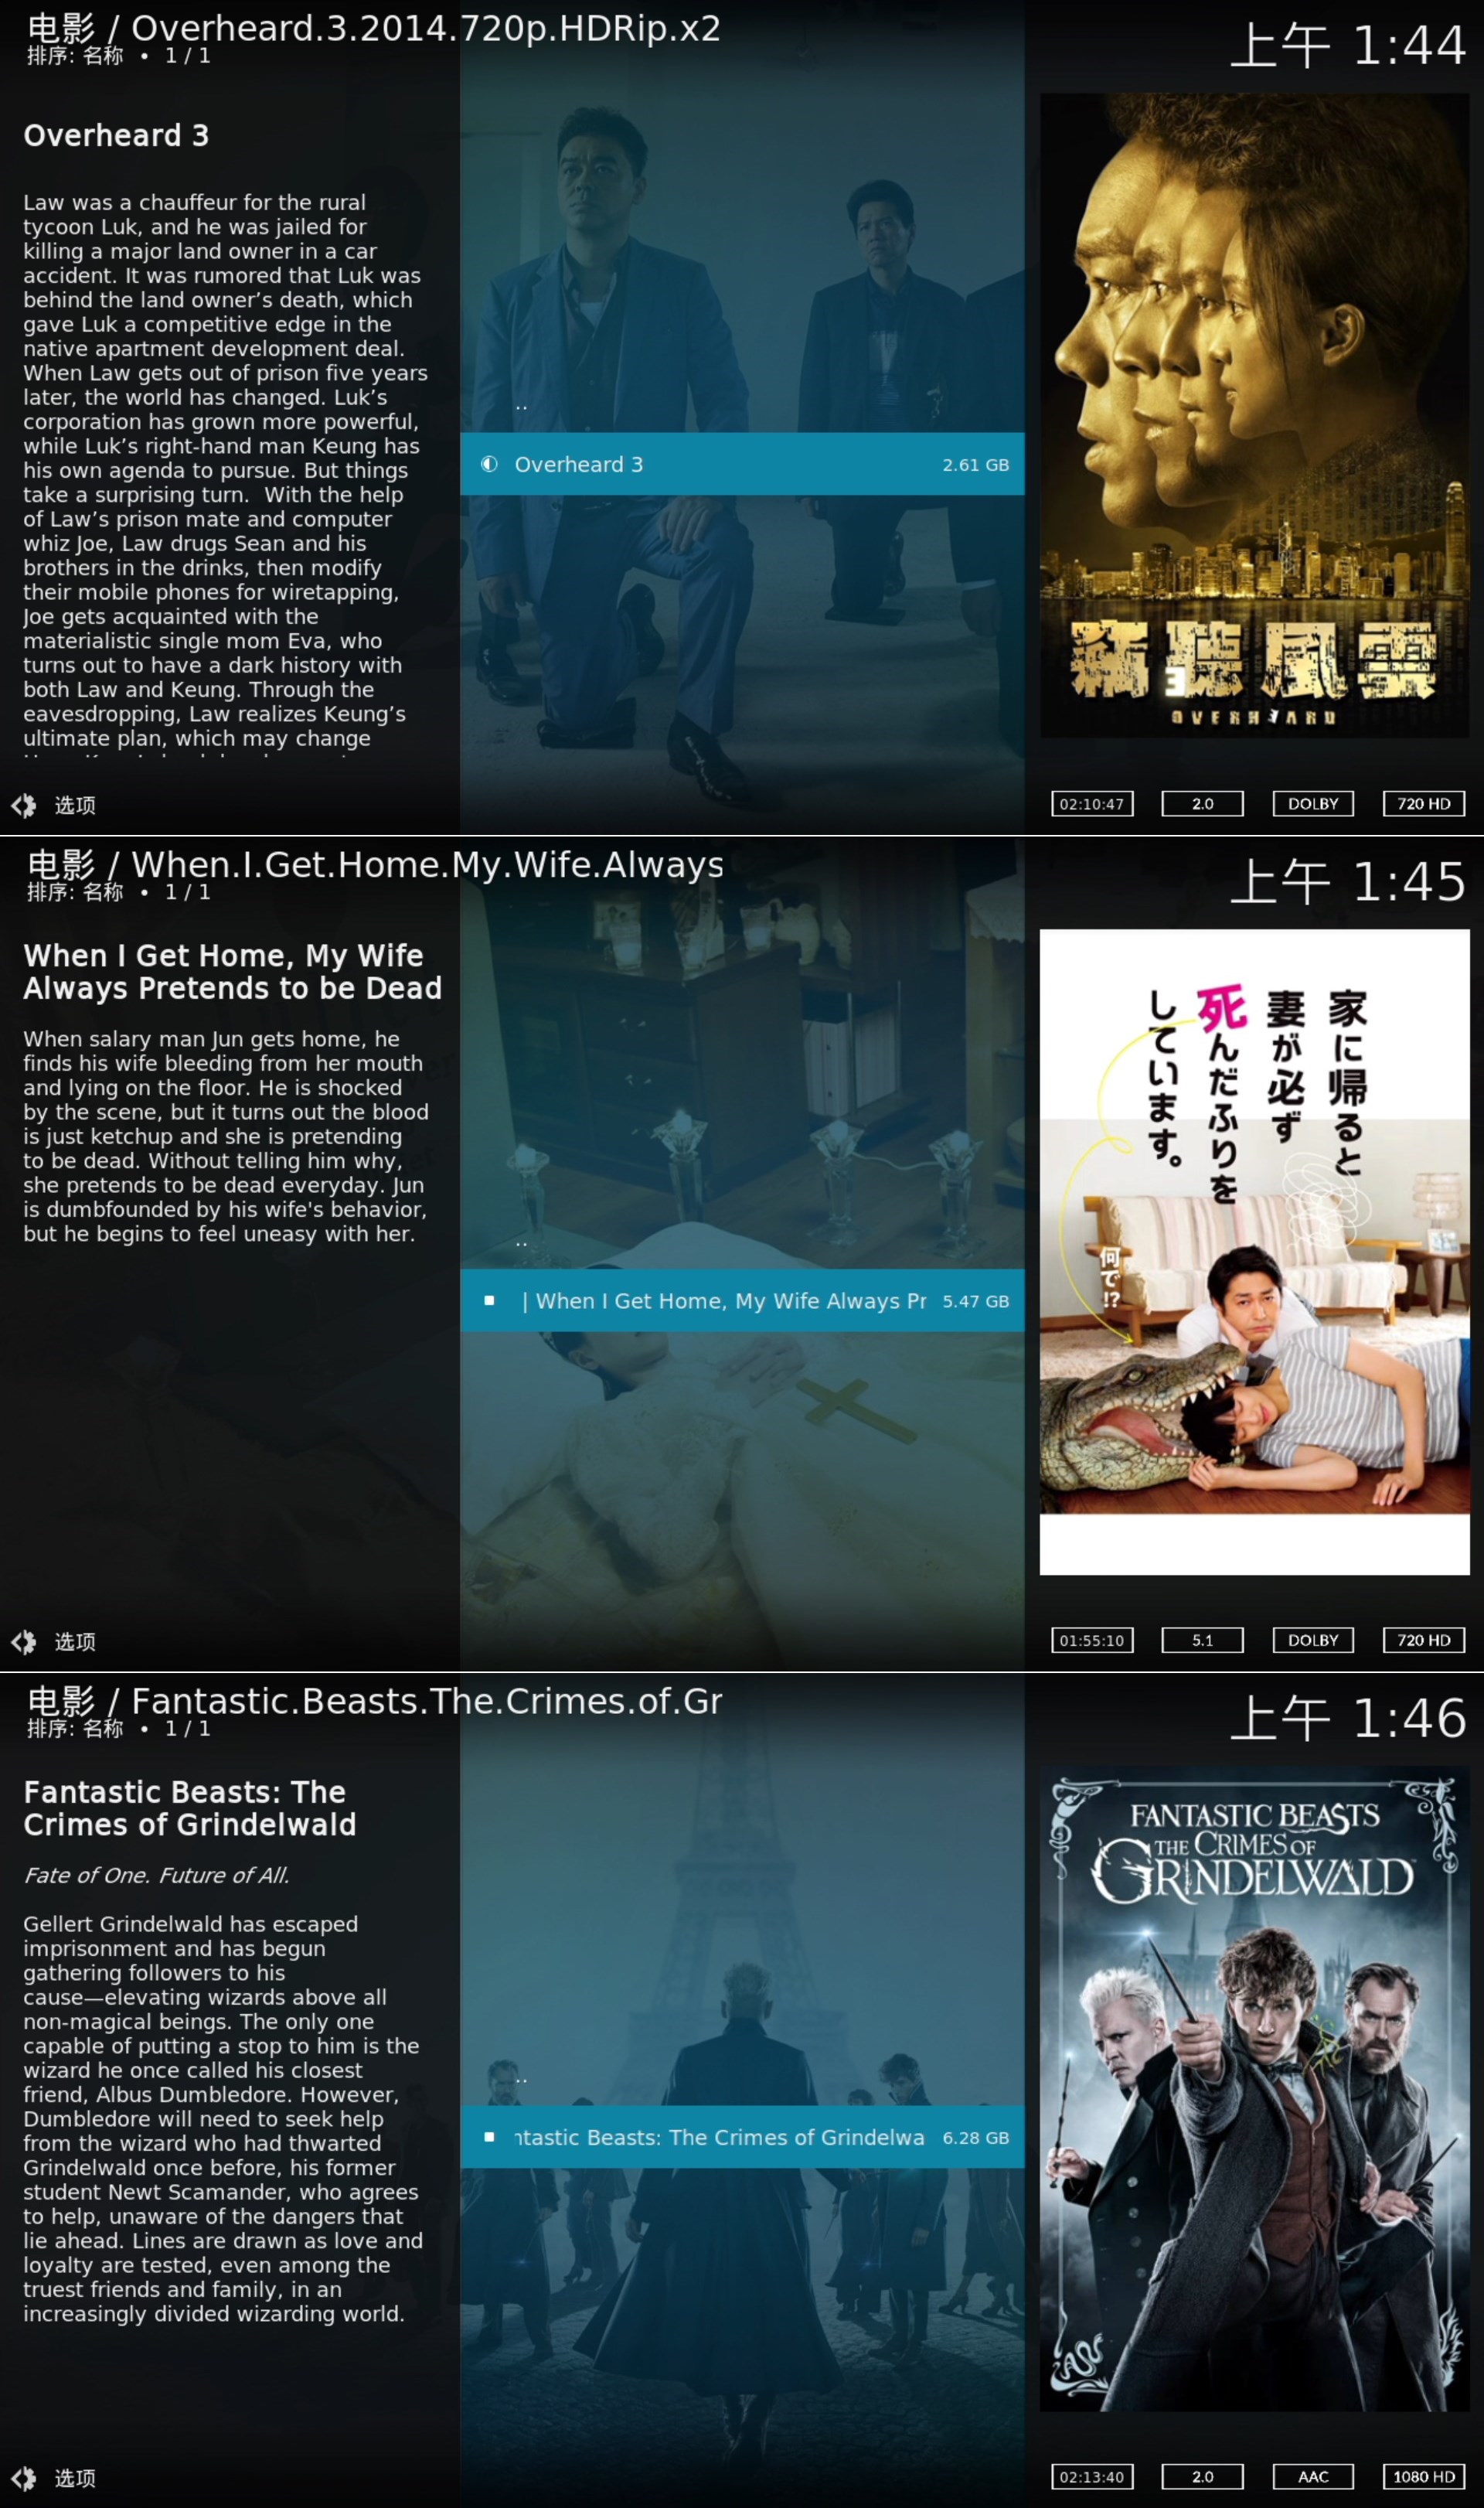 电影 / Overheard.3.2014.720p.HDRip.x2
排序: 名称 • 1 / 1
上午 1:44
Overheard 3
Law was a chauffeur for the rural
tycoon Luk, and he was jailed for
killing a major land owner in a car
accident. It was rumored that Luk was
behind the land owner’s death, which
gave Luk a competitive edge in the
native apartment development deal.
When Law gets out of prison five years
later, the world has changed. Luk’s
corporation has grown more powerful,
while Luk’s right-hand man Keung has
his own agenda to pursue. But things
take a surprising turn.  With the help
of Law’s prison mate and computer
whiz Joe, Law drugs Sean and his
brothers in the drinks, then modify
their mobile phones for wiretapping,
Joe gets acquainted with the
materialistic single mom Eva, who
turns out to have a dark history with
both Law and Keung. Through the
eavesdropping, Law realizes Keung’s
ultimate plan, which may change
..
Overheard 3 2.61 GB
竊聽風雲
3
OVERHEARD
选项
02:10:47 2.0 DOLBY 720 HD
电影 / When.I.Get.Home.My.Wife.Always
排序: 名称 • 1 / 1
上午 1:45
When I Get Home, My Wife
Always Pretends to be Dead
When salary man Jun gets home, he
finds his wife bleeding from her mouth
and lying on the floor. He is shocked
by the scene, but it turns out the blood
is just ketchup and she is pretending
to be dead. Without telling him why,
she pretends to be dead everyday. Jun
is dumbfounded by his wife's behavior,
but he begins to feel uneasy with her.
..
| When I Get Home, My Wife Always Pr 5.47 GB
家に帰ると
妻が必ず
死んだふりを
しています。
何で!?
选项
01:55:10 5.1 DOLBY 720 HD
电影 / Fantastic.Beasts.The.Crimes.of.Gr
排序: 名称 • 1 / 1
上午 1:46
Fantastic Beasts: The
Crimes of Grindelwald
Fate of One. Future of All.
Gellert Grindelwald has escaped
imprisonment and has begun
gathering followers to his
cause—elevating wizards above all
non-magical beings. The only one
capable of putting a stop to him is the
wizard he once called his closest
friend, Albus Dumbledore. However,
Dumbledore will need to seek help
from the wizard who had thwarted
Grindelwald once before, his former
student Newt Scamander, who agrees
to help, unaware of the dangers that
lie ahead. Lines are drawn as love and
loyalty are tested, even among the
truest friends and family, in an
increasingly divided wizarding world.
..
ntastic Beasts: The Crimes of Grindelwa 6.28 GB
FANTASTIC BEASTS
THE CRIMES OF
GRINDELWALD
选项
02:13:40 2.0 AAC 1080 HD